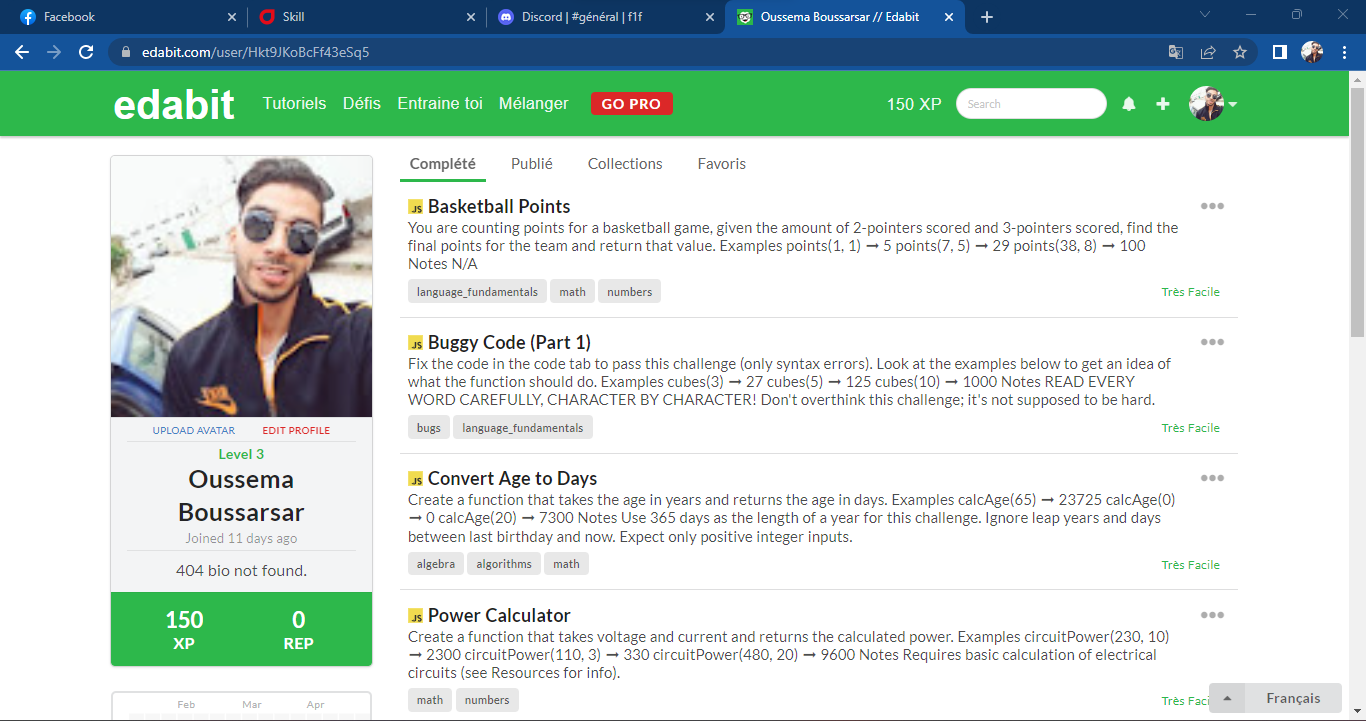 Facebook
Skill
Discord | #général | f1f
Oussema Boussarsar // Edabit
edabit.com/user/Hkt9JKoBcFf43eSq5
edabit
Tutoriels Défis Entraine toi Mélanger
GO PRO
150 XP
Search
UPLOAD AVATAR
EDIT PROFILE
Level 3
Oussema
Boussarsar
Joined 11 days ago
404 bio not found.
150
XP
0
REP
Feb Mar Apr
Complété Publié Collections Favoris
JS Basketball Points
You are counting points for a basketball game, given the amount of 2-pointers scored and 3-pointers scored, find the
final points for the team and return that value. Examples points(1, 1) ➞ 5 points(7, 5) ➞ 29 points(38, 8) ➞ 100
Notes N/A
language_fundamentals math numbers
Très Facile
JS Buggy Code (Part 1)
Fix the code in the code tab to pass this challenge (only syntax errors). Look at the examples below to get an idea of
what the function should do. Examples cubes(3) ➞ 27 cubes(5) ➞ 125 cubes(10) ➞ 1000 Notes READ EVERY
WORD CAREFULLY, CHARACTER BY CHARACTER! Don't overthink this challenge; it's not supposed to be hard.
bugs language_fundamentals
Très Facile
JS Convert Age to Days
Create a function that takes the age in years and returns the age in days. Examples calcAge(65) ➞ 23725 calcAge(0)
➞ 0 calcAge(20) ➞ 7300 Notes Use 365 days as the length of a year for this challenge. Ignore leap years and days
between last birthday and now. Expect only positive integer inputs.
algebra algorithms math
Très Facile
JS Power Calculator
Create a function that takes voltage and current and returns the calculated power. Examples circuitPower(230, 10)
➞ 2300 circuitPower(110, 3) ➞ 330 circuitPower(480, 20) ➞ 9600 Notes Requires basic calculation of electrical
circuits (see Resources for info).
math numbers
Très Faci
Français